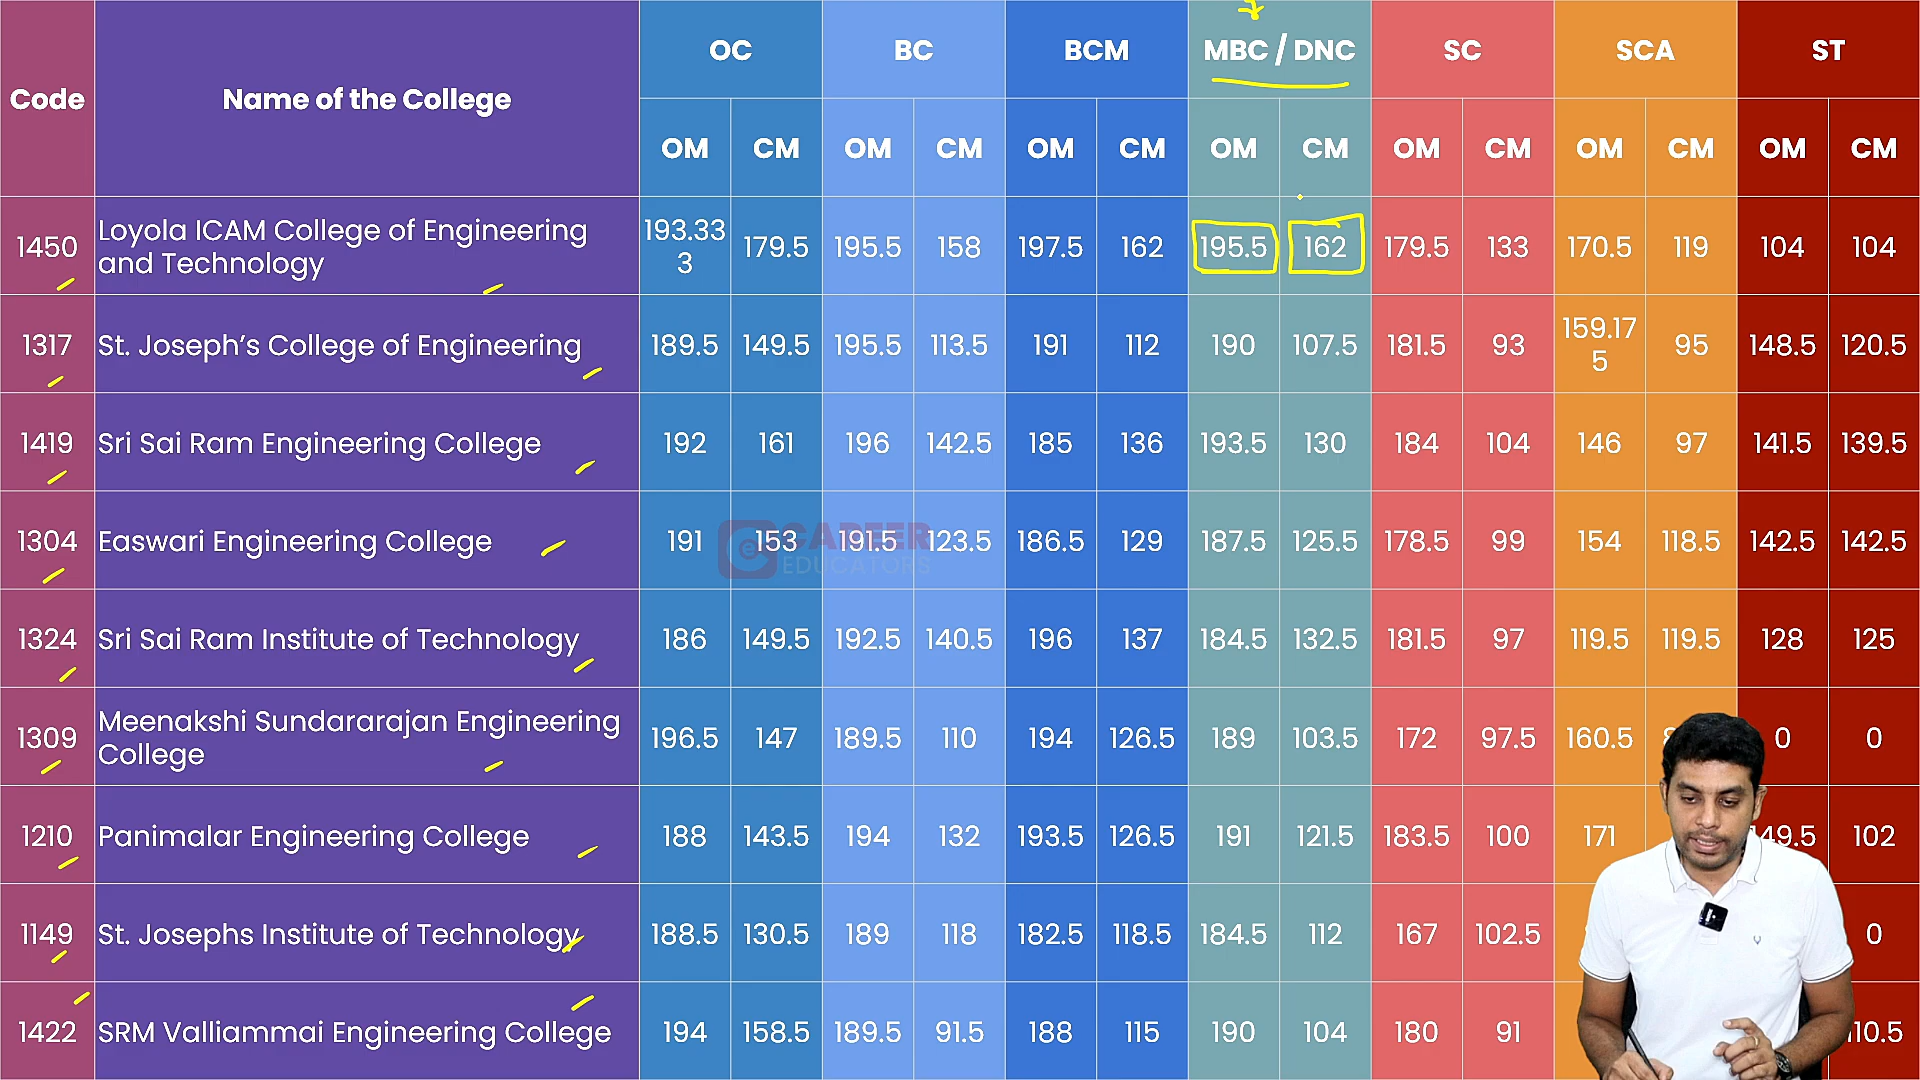 Code Name of the College OC BC BCM MBC / DNC SC SCA ST
OM CM OM CM OM CM OM CM OM CM OM CM OM CM
1450 Loyola ICAM College of Engineering and Technology 193.333 179.5 195.5 158 197.5 162 195.5 162 179.5 133 170.5 119 104 104
1317 St. Joseph’s College of Engineering 189.5 149.5 195.5 113.5 191 112 190 107.5 181.5 93 159.175 95 148.5 120.5
1419 Sri Sai Ram Engineering College 192 161 196 142.5 185 136 193.5 130 184 104 146 97 141.5 139.5
1304 Easwari Engineering College 191 153 191.5 123.5 186.5 129 187.5 125.5 178.5 99 154 118.5 142.5 142.5
CAREER
EDUCATORS
1324 Sri Sai Ram Institute of Technology 186 149.5 192.5 140.5 196 137 184.5 132.5 181.5 97 119.5 119.5 128 125
1309 Meenakshi Sundararajan Engineering College 196.5 147 189.5 110 194 126.5 189 103.5 172 97.5 160.5 0 0
1210 Panimalar Engineering College 188 143.5 194 132 193.5 126.5 191 121.5 183.5 100 171 102
1149 St. Josephs Institute of Technology 188.5 130.5 189 118 182.5 118.5 184.5 112 167 102.5 0
1422 SRM Valliammai Engineering College 194 158.5 189.5 91.5 188 115 190 104 180 91